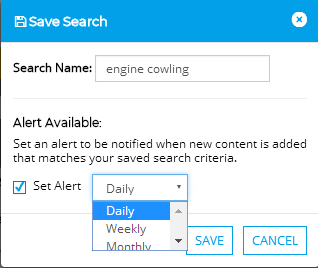 Save Search
Search Name: engine cowling
Alert Available:
Set an alert to be notified when new content is added
that matches your saved search criteria.
Set Alert Daily
Daily
Weekly
Monthly
SAVE CANCEL